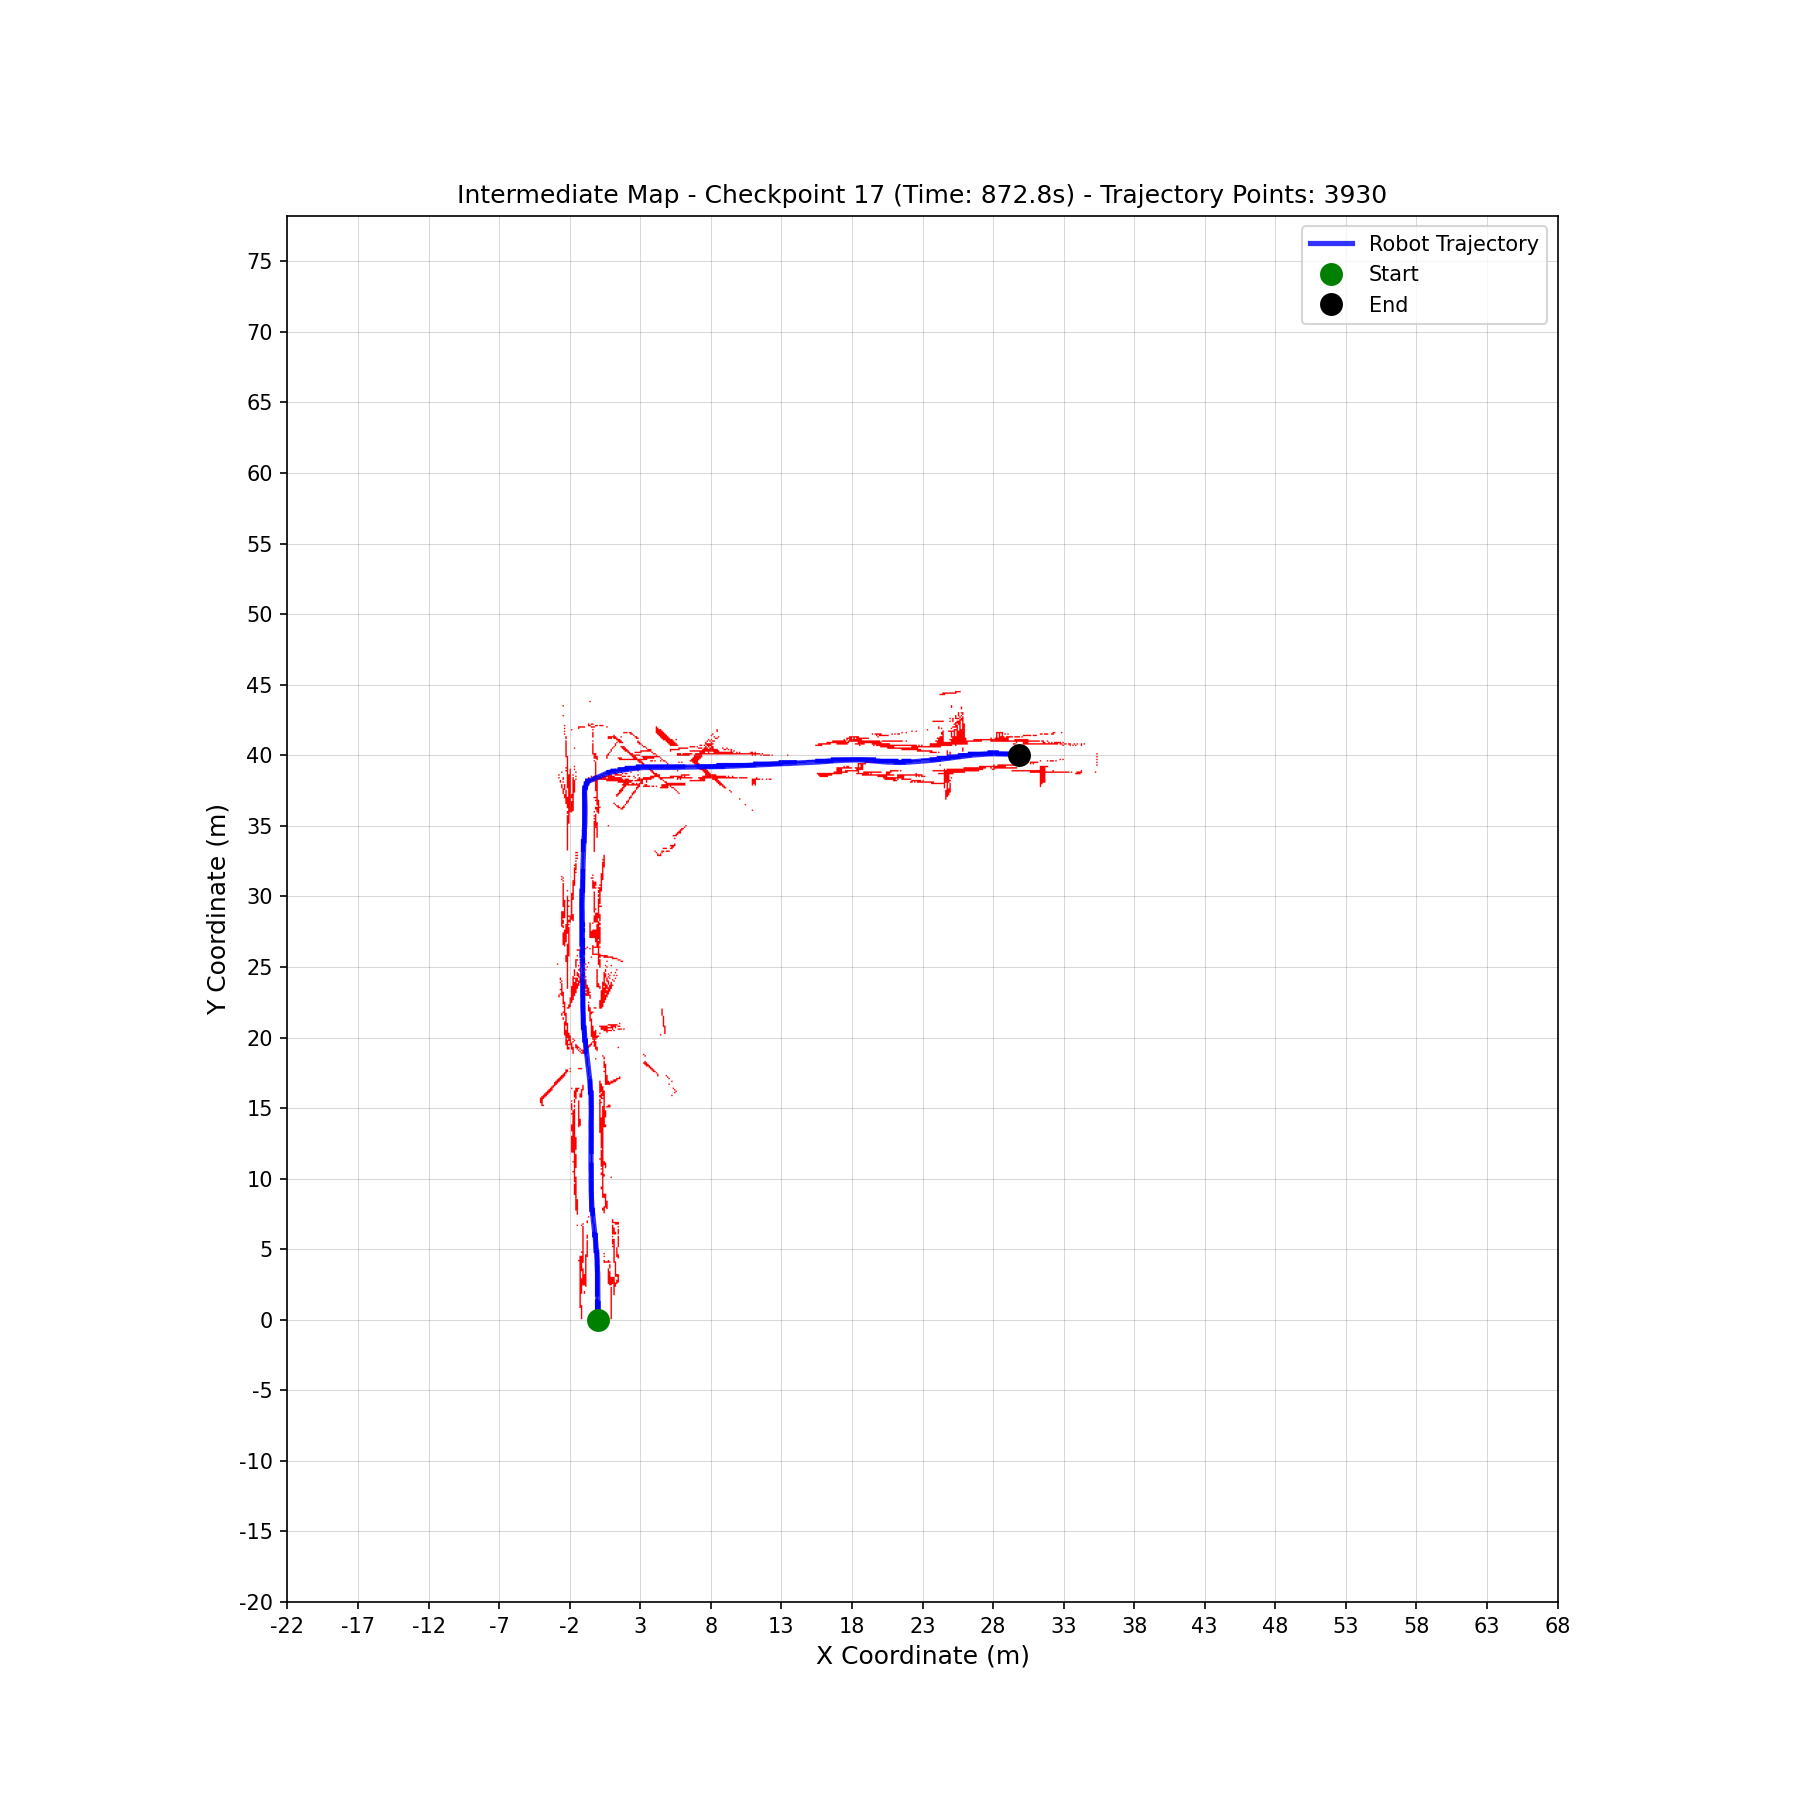 Intermediate Map - Checkpoint 17 (Time: 872.8s) - Trajectory Points: 3930
Robot Trajectory
Start
End
75
70
65
60
55
50
45
40
35
30
25
20
15
10
5
0
-5
-10
-15
-20
Y Coordinate (m)
-22 -17 -12 -7 -2 3 8 13 18 23 28 33 38 43 48 53 58 63 68
X Coordinate (m)